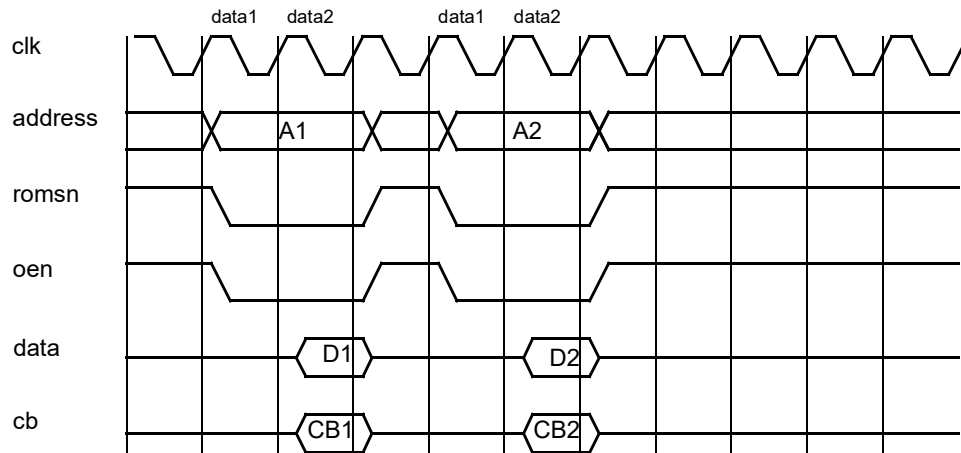 data1 data2 data1 data2
clk
address A1 A2
romsn
oen
data D1 D2
cb CB1 CB2